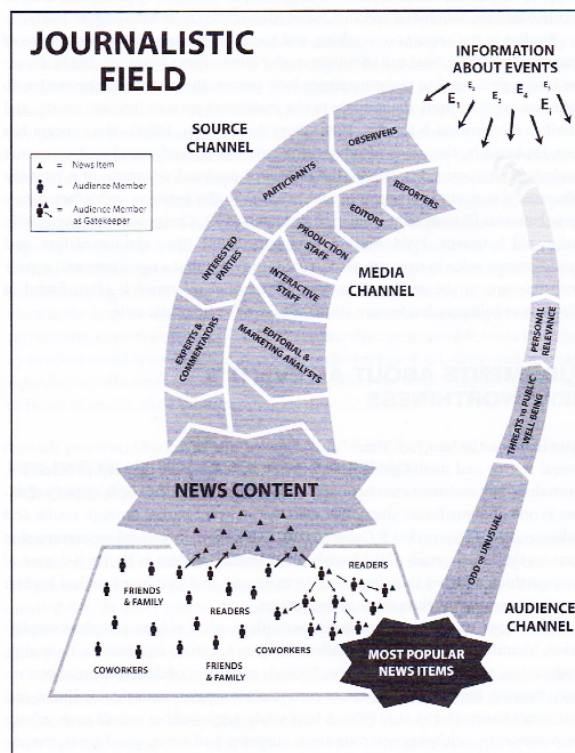 JOURNALISTIC
FIELD
INFORMATION
ABOUT EVENTS
E₁
SOURCE
CHANNEL
▲ = News Item
= Audience Member
= Audience Member
as Gatekeeper
OBSERVERS
PARTICIPANTS
INTERESTED
PARTIES
EXPERTS &
COMMENTATORS
REPORTERS
EDITORS
PRODUCTION
STAFF
INTERACTIVE
STAFF
EDITORIAL &
MARKETING ANALYSTS
MEDIA
CHANNEL
PERSONAL
RELEVANCE
THREATS TO PUBLIC
WELL BEING
ODD OR UNUSUAL
AUDIENCE
CHANNEL
NEWS CONTENT
FRIENDS
& FAMILY
READERS
READERS
COWORKERS
FRIENDS
& FAMILY
COWORKERS
MOST POPULAR
NEWS ITEMS